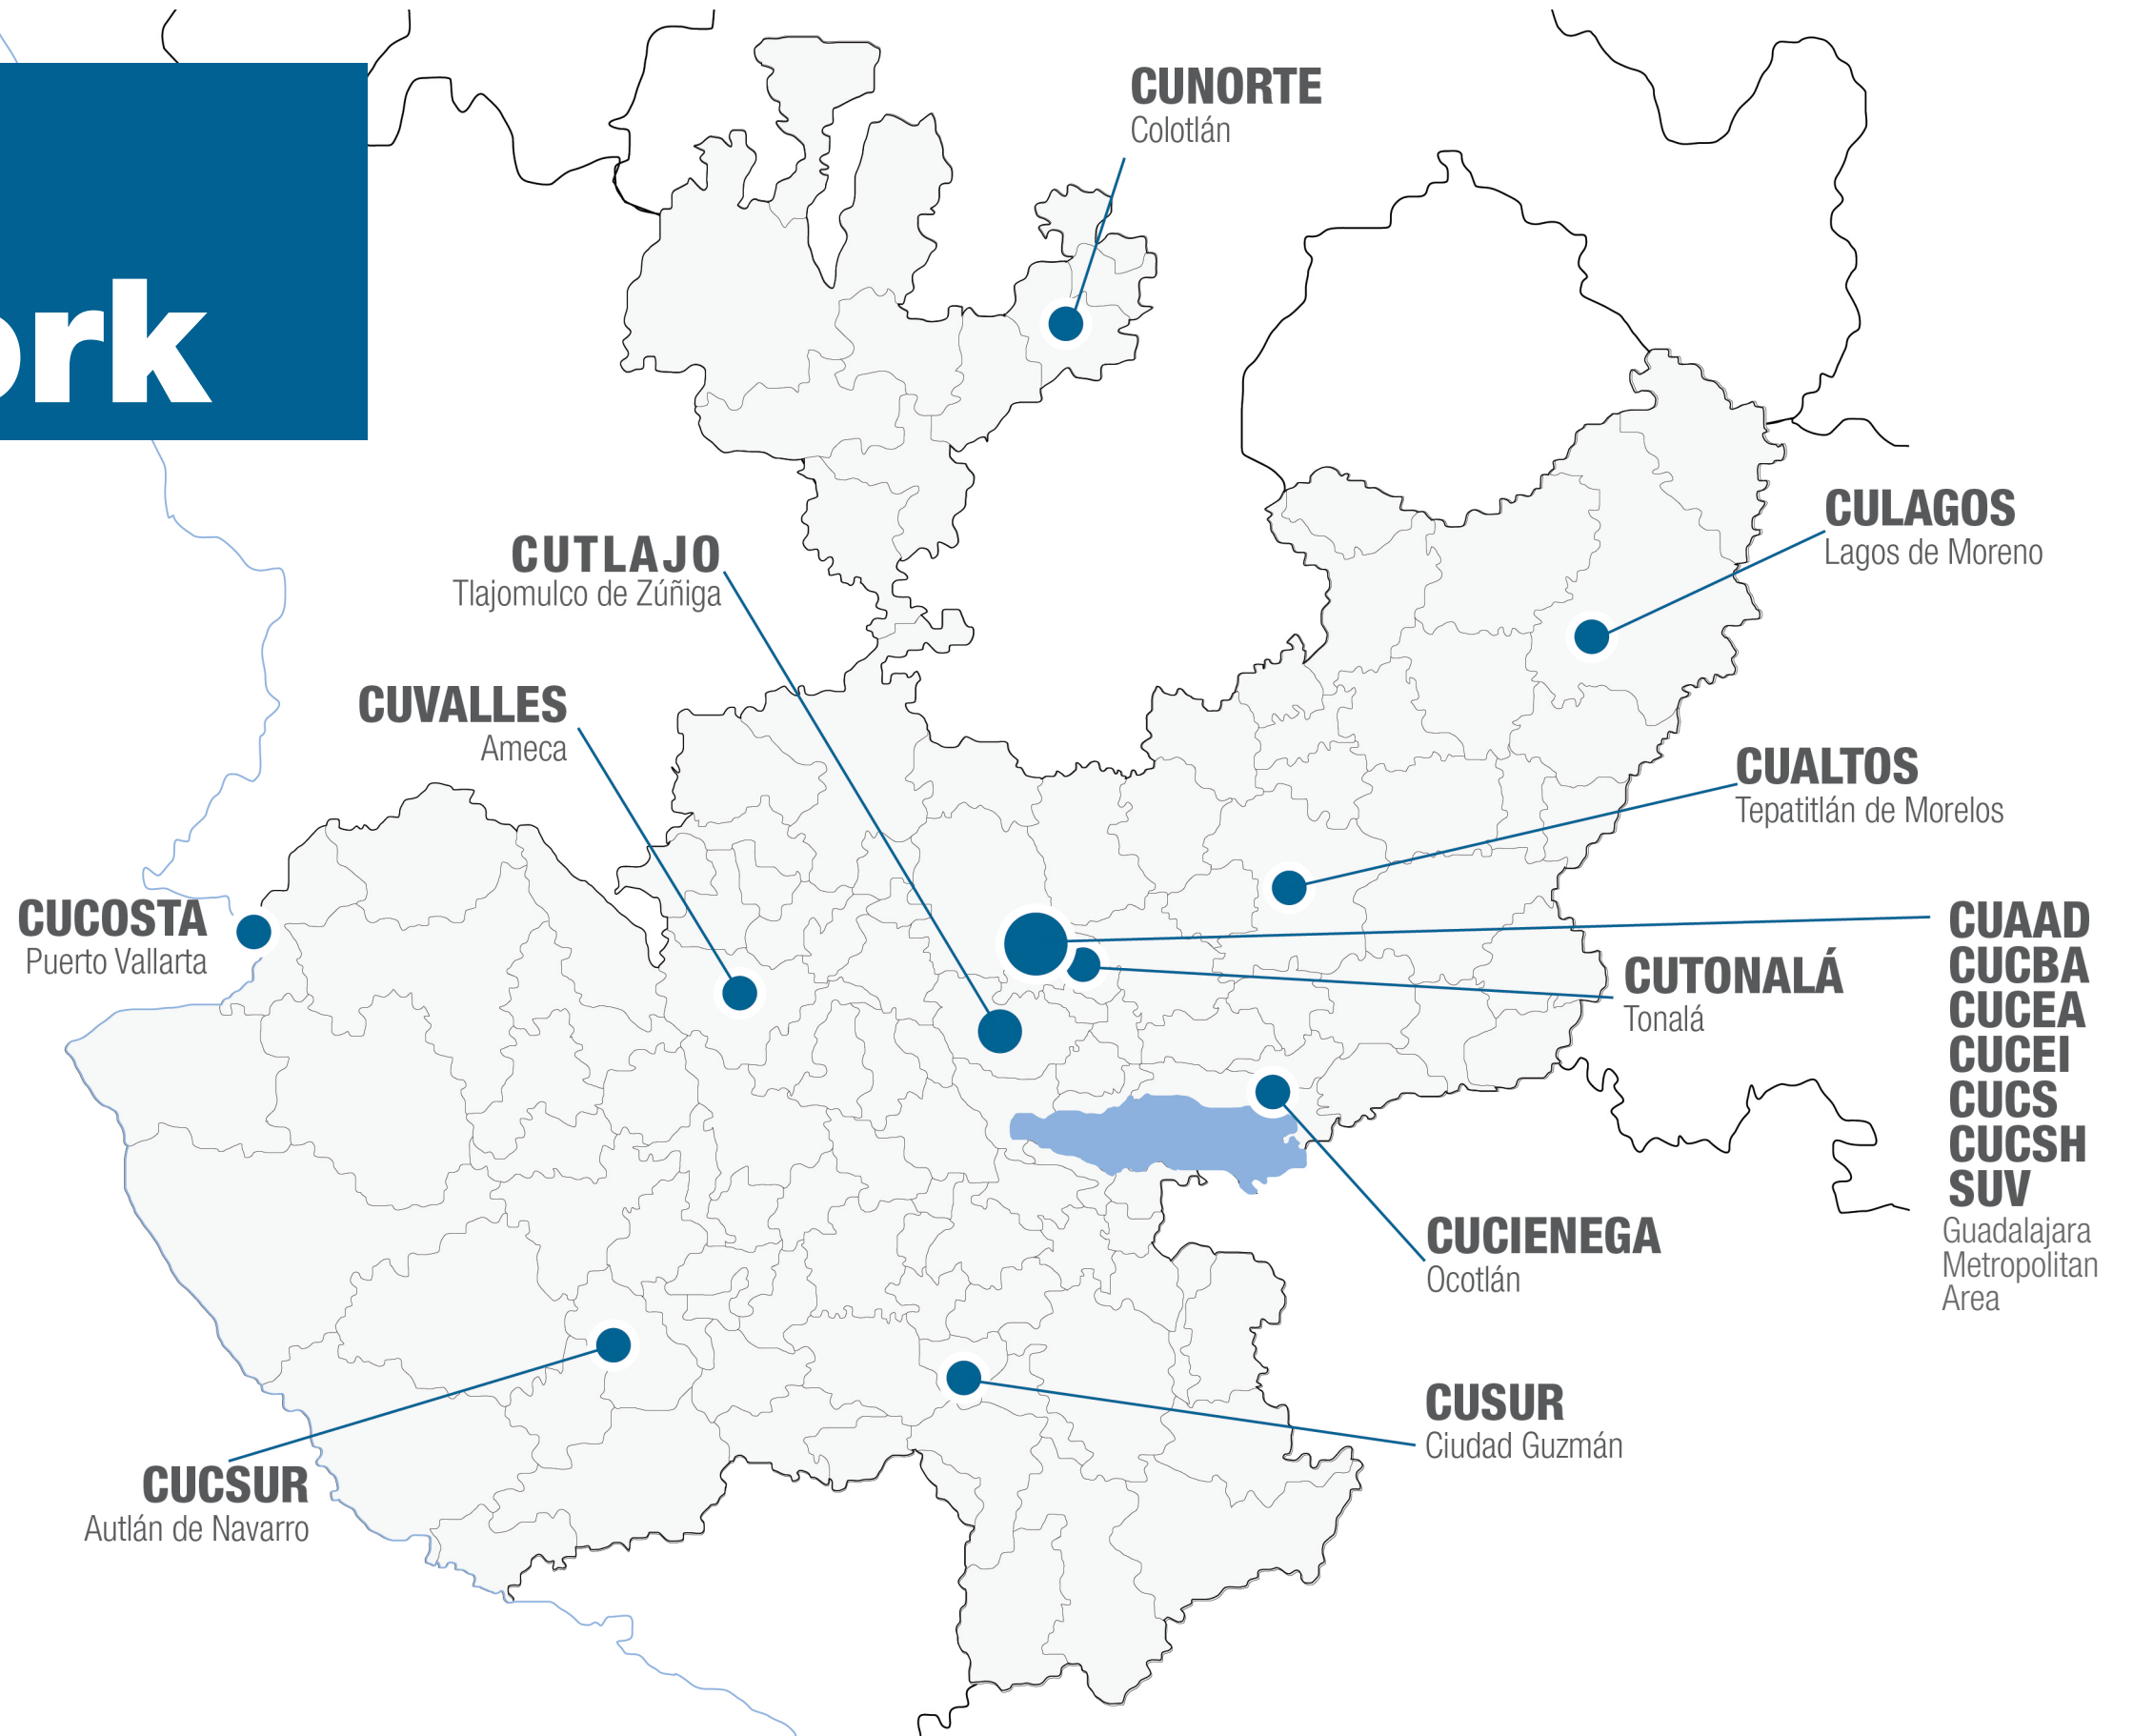 ork
CUNORTE
Colotlán
CULAGOS
Lagos de Moreno
CUTLAJO
Tlajomulco de Zúñiga
CUVALLES
Ameca
CUALTOS
Tepatitlán de Morelos
CUCOSTA
Puerto Vallarta
CUAAD
CUCBA
CUCEA
CUCEI
CUCS
CUCSH
SUV
Guadalajara
Metropolitan
Area
CUTONALÁ
Tonalá
CUCIENEGA
Ocotlán
CUSUR
Ciudad Guzmán
CUCSUR
Autlán de Navarro